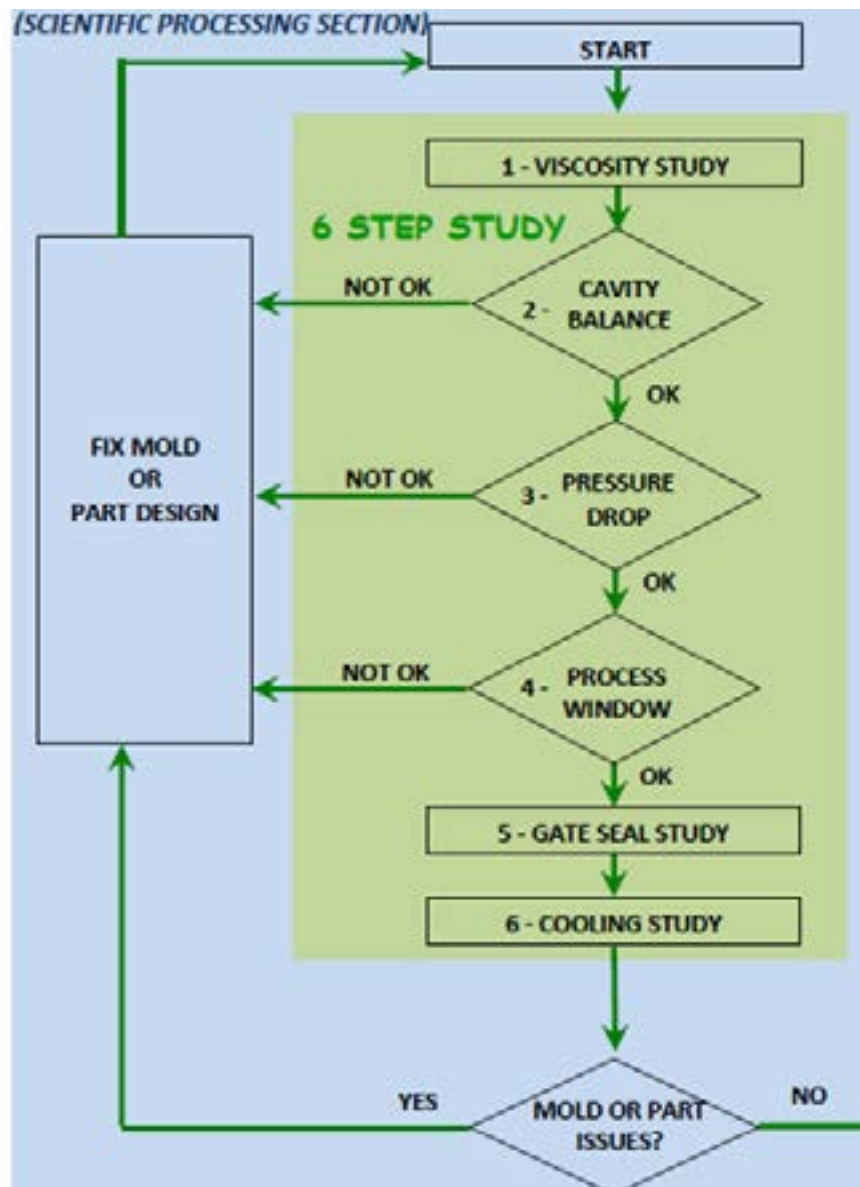 (SCIENTIFIC PROCESSING SECTION)
START
1 - VISCOSITY STUDY
6 STEP STUDY
NOT OK
2 - CAVITY
BALANCE
OK
FIX MOLD
OR
PART DESIGN
NOT OK
3 - PRESSURE
DROP
OK
NOT OK
4 - PROCESS
WINDOW
OK
5 - GATE SEAL STUDY
6 - COOLING STUDY
YES
MOLD OR PART
ISSUES?
NO